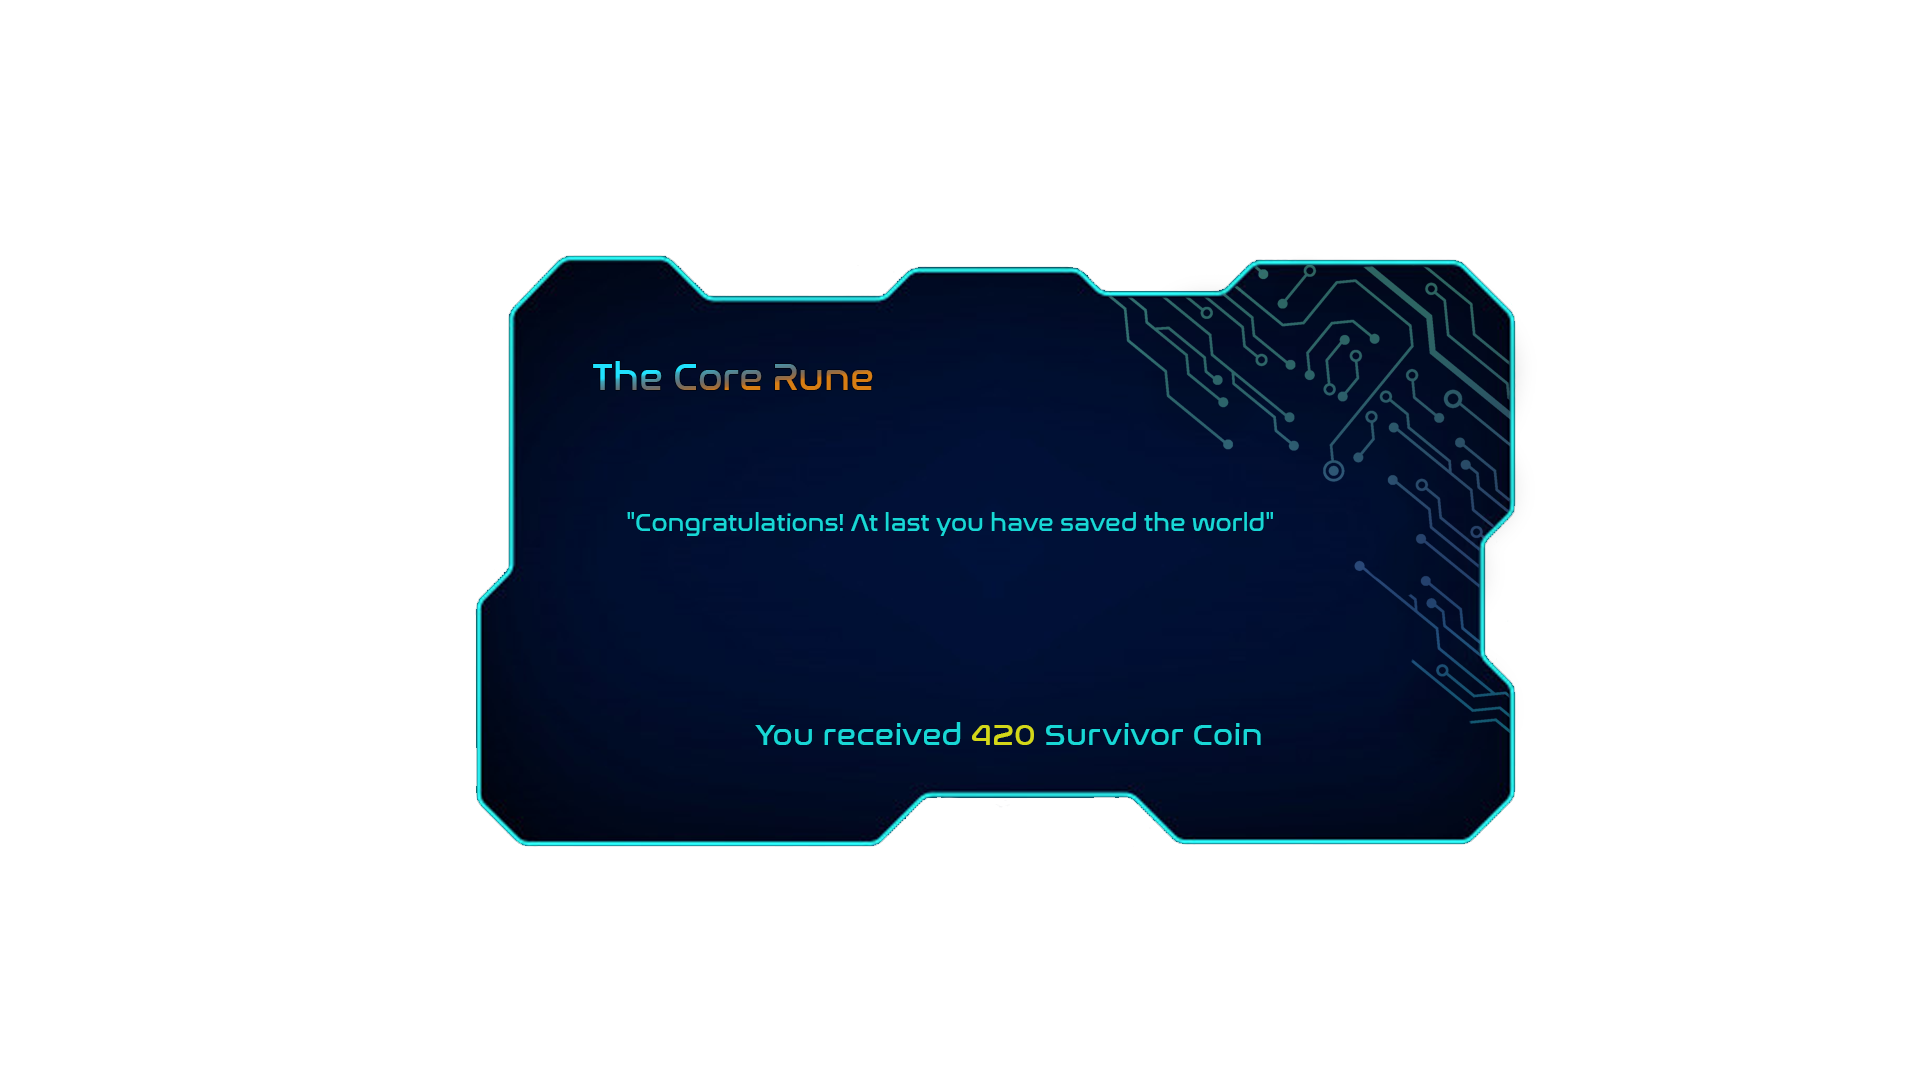 The Core Rune
"Congratulations! At last you have saved the world"
You received 420 Survivor Coin